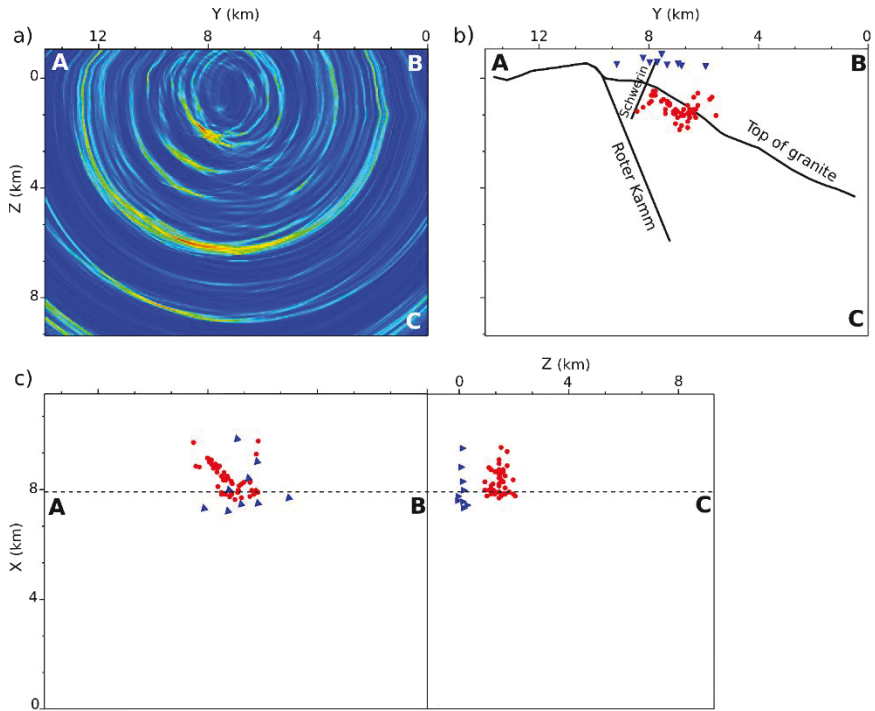 Y (km)
Y (km)
a)
12
8
4
0
b)
12
8
4
0
A
B
A
B
0
Schwerin
Z (km)
4
Top of granite
Roter Kamm
8
C
C
Z (km)
c)
0
4
8
8
A
B
C
X (km)
4
0